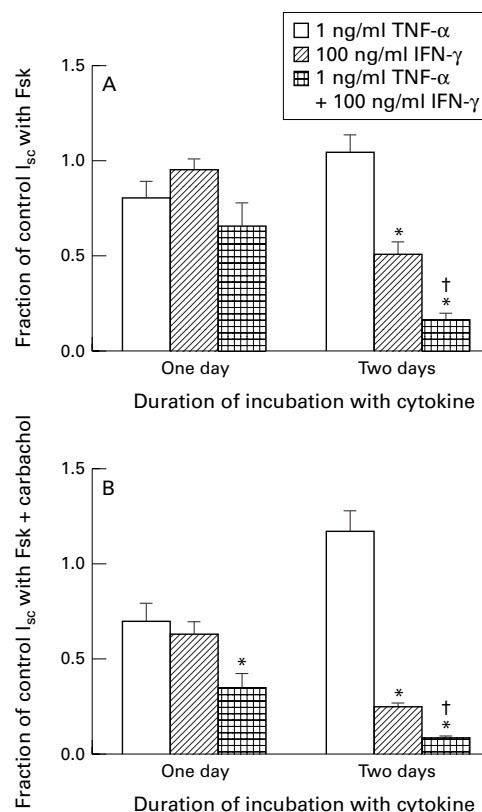 1 ng/ml TNF-α
100 ng/ml IFN-γ
1 ng/ml TNF-α
+ 100 ng/ml IFN-γ
A
Fraction of control Isc with Fsk
1.5
1.0
0.5
0.0
*
†
*
One day
Two days
Duration of incubation with cytokine
B
Fraction of control Isc with Fsk + carbachol
1.5
1.0
0.5
0.0
*
*
†
*
One day
Two days
Duration of incubation with cytokine